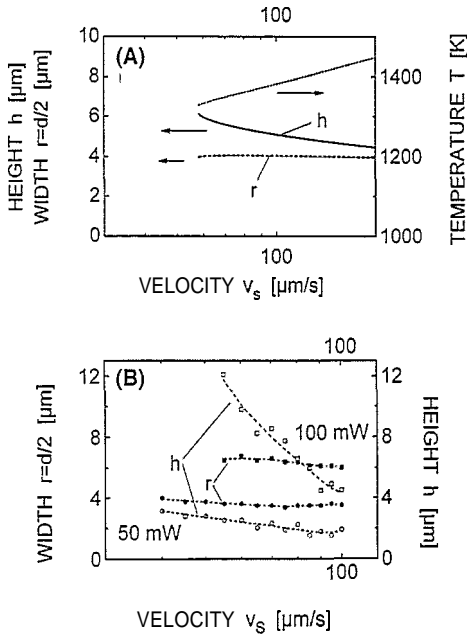 100
(A)
10
8
6
4
2
0
HEIGHT h [µm]
WIDTH r=d/2 [µm]
h
r
1400
1200
1000
TEMPERATURE T [K]
100
VELOCITY vs [µm/s]
100
(B)
12
8
4
0
WIDTH r=d/2 [µm]
100 mW
h
r
50 mW
12
8
4
0
HEIGHT h [µm]
100
VELOCITY vs [µm/s]